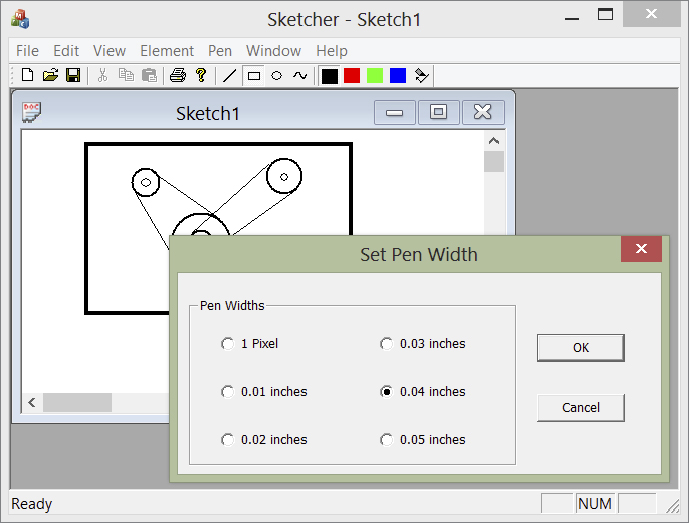 Sketcher - Sketch1
File Edit View Element Pen Window Help
DOC
Sketch1
Set Pen Width
Pen Widths
1 Pixel
0.03 inches
OK
0.01 inches
0.04 inches
Cancel
0.02 inches
0.05 inches
Ready
NUM